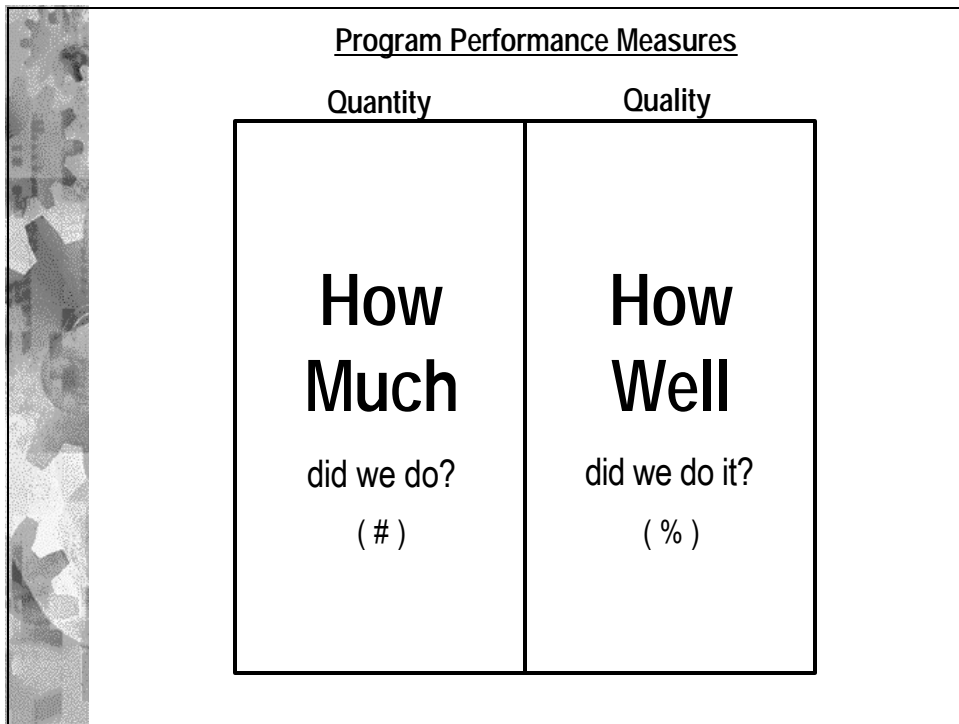 Program Performance Measures
Quantity
Quality
How
Much
did we do?
( # )
How
Well
did we do it?
( % )